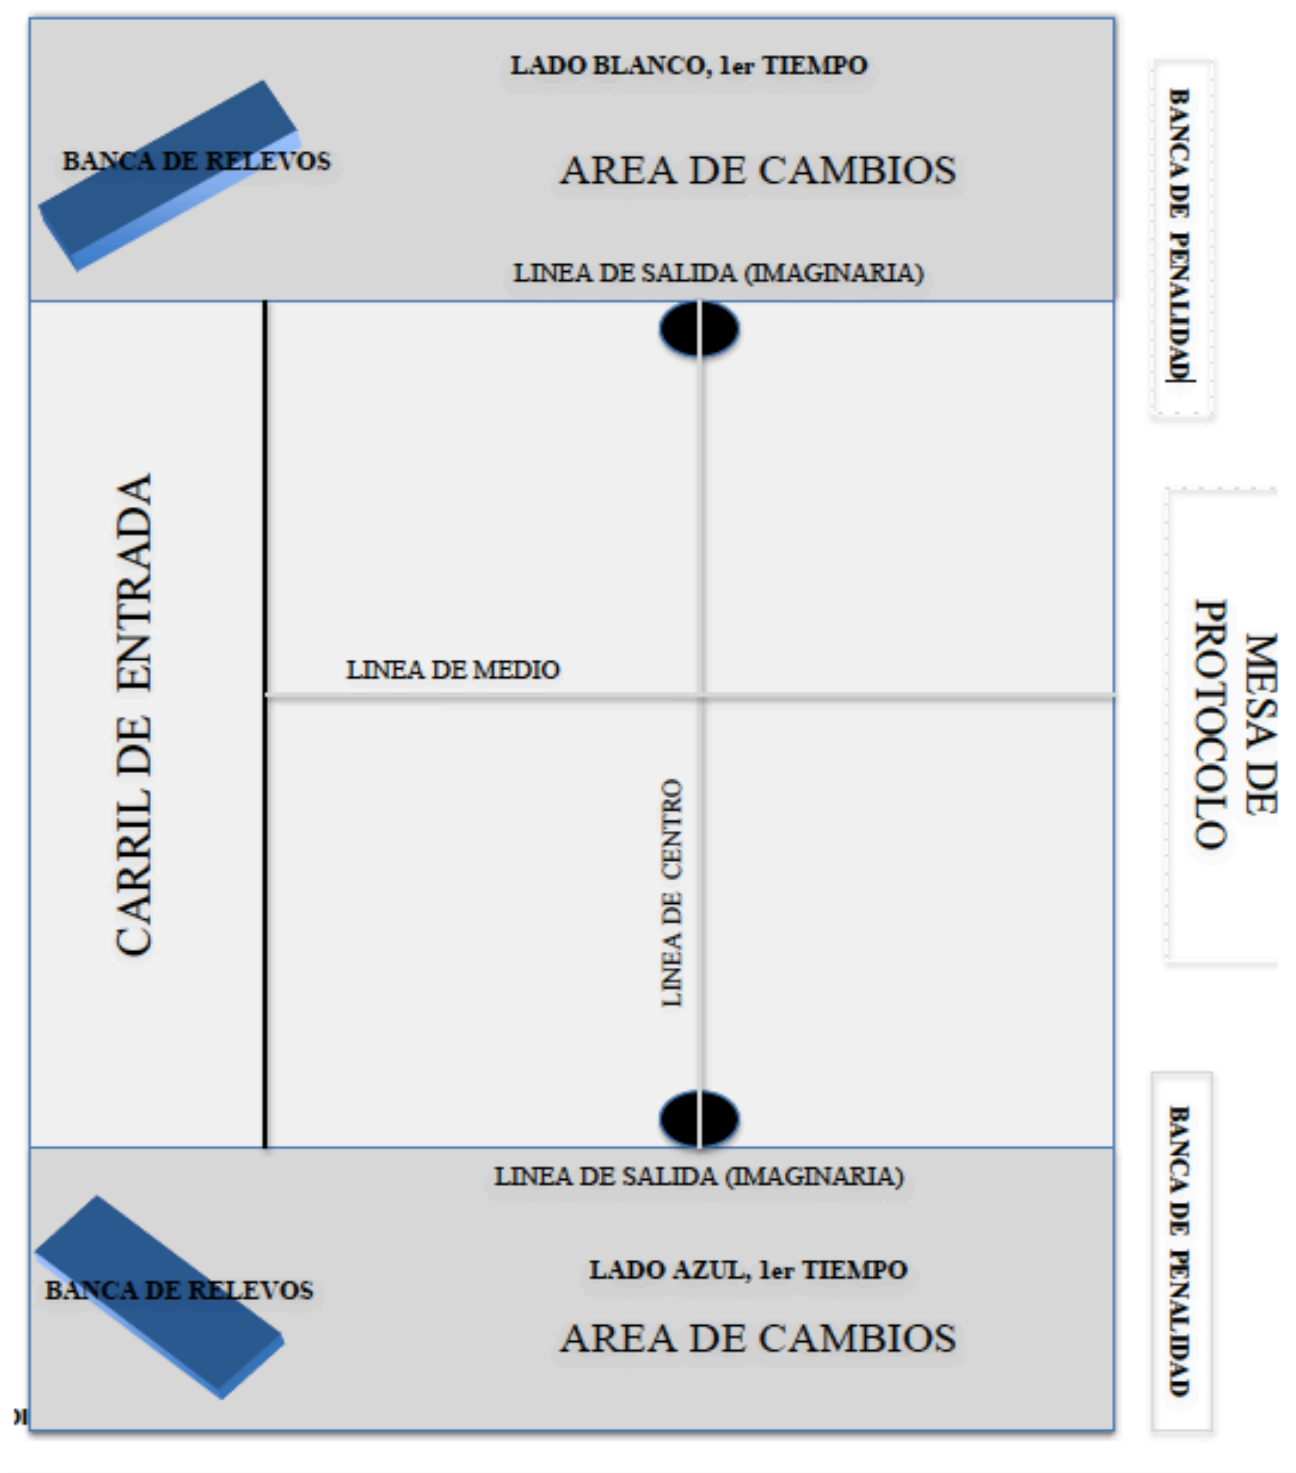 LADO BLANCO, 1er TIEMPO
BANCA DE RELEVOS
AREA DE CAMBIOS
LINEA DE SALIDA (IMAGINARIA)
BANCA DE PENALIDAD
CARRIL DE ENTRADA
LINEA DE MEDIO
MESA DE
PROTOCOLO
LINEA DE CENTRO
LINEA DE SALIDA (IMAGINARIA)
LADO AZUL, 1er TIEMPO
BANCA DE RELEVOS
AREA DE CAMBIOS
BANCA DE PENALIDAD